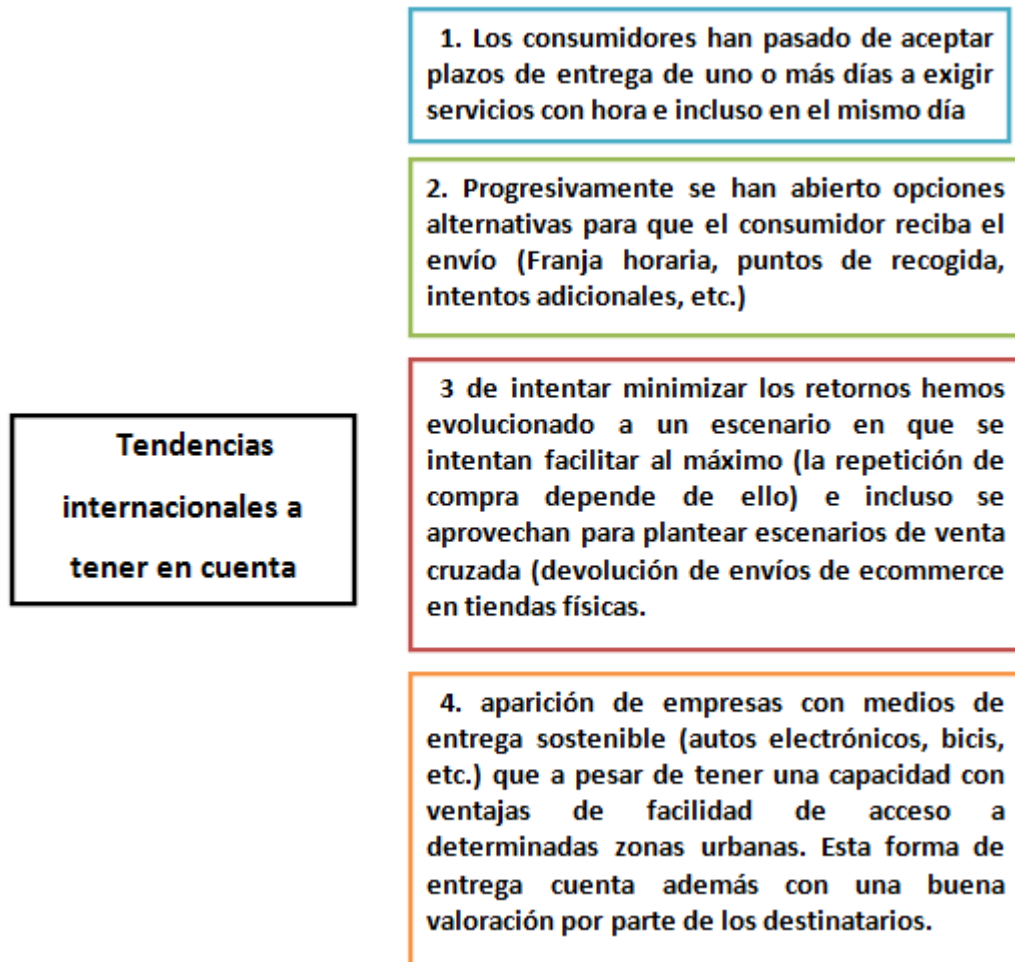 1. Los consumidores han pasado de aceptar
plazos de entrega de uno o más días a exigir
servicios con hora e incluso en el mismo día
2. Progresivamente se han abierto opciones
alternativas para que el consumidor reciba el
envío (Franja horaria, puntos de recogida,
intentos adicionales, etc.)
Tendencias
internacionales a
tener en cuenta
3 de intentar minimizar los retornos hemos
evolucionado a un escenario en que se
intentan facilitar al máximo (la repetición de
compra depende de ello) e incluso se
aprovechan para plantear escenarios de venta
cruzada (devolución de envíos de ecommerce
en tiendas físicas.
4. aparición de empresas con medios de
entrega sostenible (autos electrónicos, bicis,
etc.) que a pesar de tener una capacidad con
ventajas de facilidad de acceso a
determinadas zonas urbanas. Esta forma de
entrega cuenta además con una buena
valoración por parte de los destinatarios.